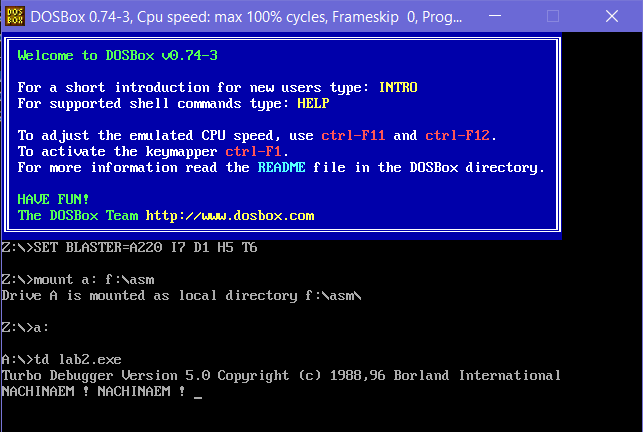 DOS BOX
DOSBox 0.74-3, Cpu speed: max 100% cycles, Frameskip 0, Prog...
Welcome to DOSBox v0.74-3
For a short introduction for new users type: INTRO
For supported shell commands type: HELP
To adjust the emulated CPU speed, use ctrl-F11 and ctrl-F12.
To activate the keymapper ctrl-F1.
For more information read the README file in the DOSBox directory.
HAVE FUN!
The DOSBox Team http://www.dosbox.com
Z:\>SET BLASTER=A220 I7 D1 H5 T6
Z:\>mount a: f:\asm
Drive A is mounted as local directory f:\asm\
Z:\>a:
A:\>td lab2.exe
Turbo Debugger Version 5.0 Copyright (c) 1988,96 Borland International
NACHINAEM ! NACHINAEM ! _